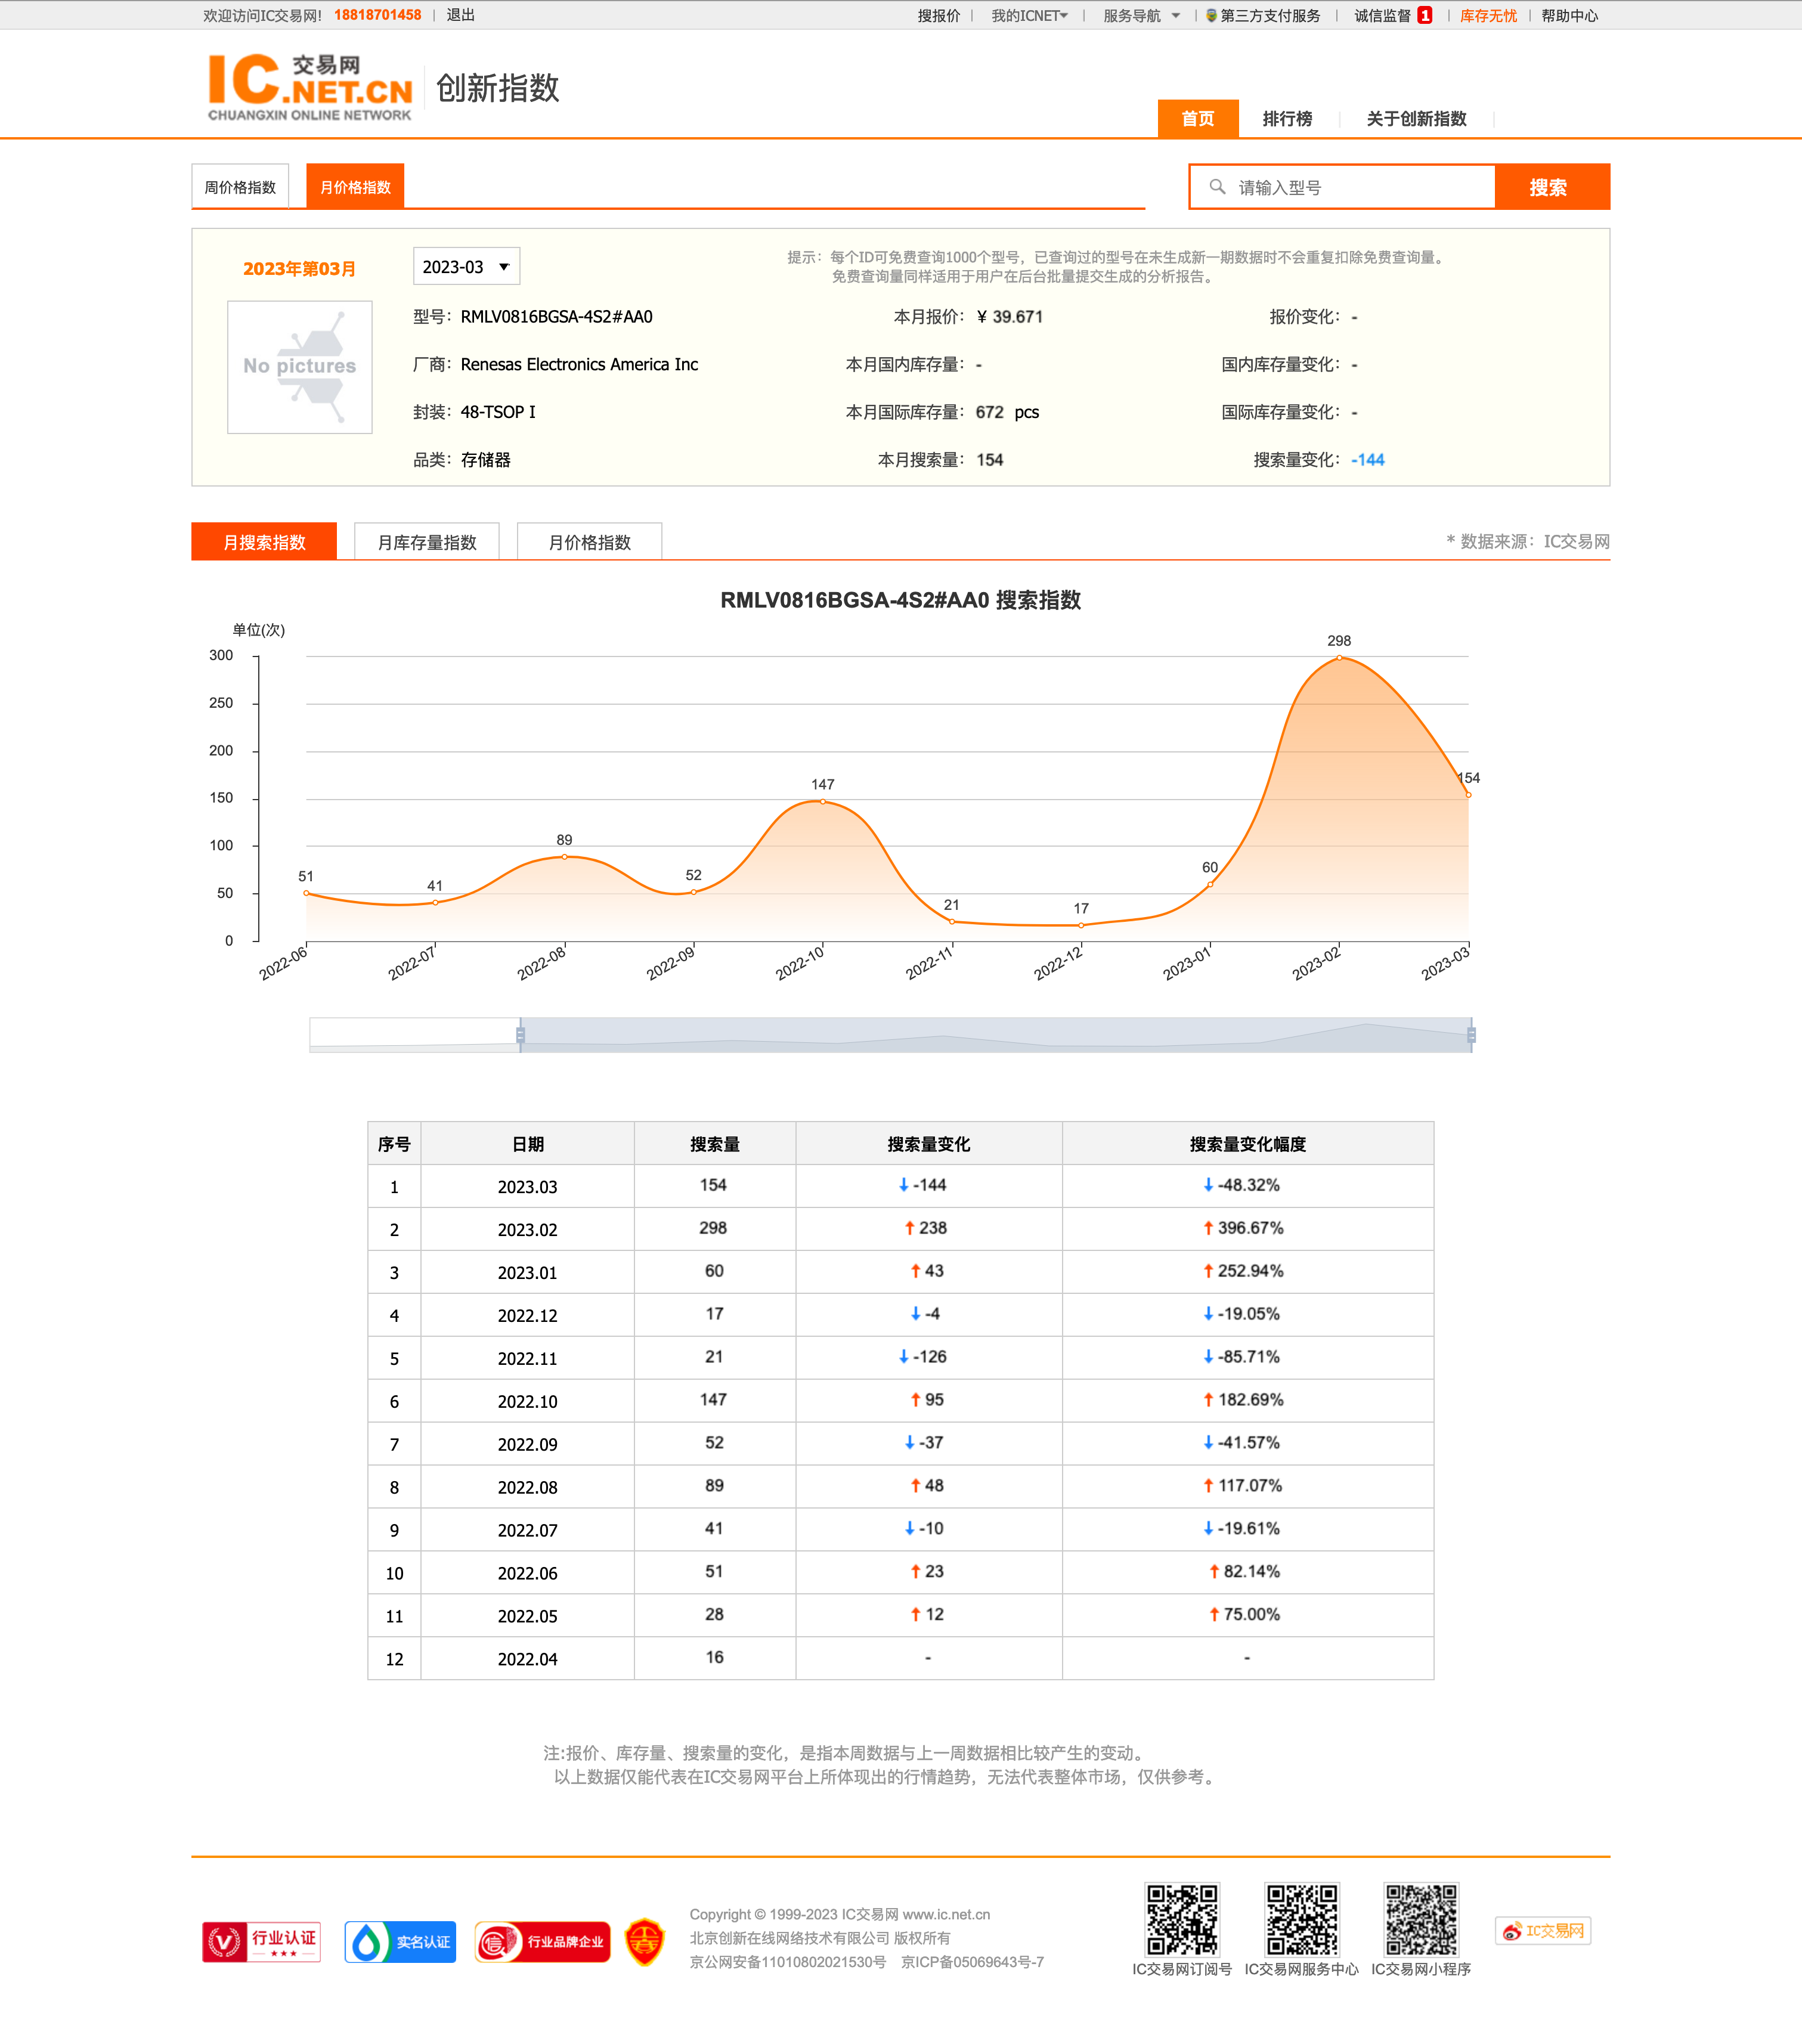 欢迎访问IC交易网! 18818701458 | 退出 搜报价 | 我的ICNET | 服务导航 | 第三方支付服务 | 诚信监督 1 | 库存无忧 | 帮助中心
IC 交易网
.NET.CN
CHUANGXIN ONLINE NETWORK
创新指数
首页 排行榜 关于创新指数
周价格指数 月价格指数 请输入型号 搜索
2023年第03月 2023-03
提示：每个ID可免费查询1000个型号，已查询过的型号在未生成新一期数据时不会重复扣除免费查询量。
免费查询量同样适用于用户在后台批量提交生成的分析报告。
No pictures
型号：RMLV0816BGSA-4S2#AA0 本月报价：¥ 39.671 报价变化：-
厂商：Renesas Electronics America Inc 本月国内库存量：- 国内库存量变化：-
封装：48-TSOP I 本月国际库存量：672 pcs 国际库存量变化：-
品类：存储器 本月搜索量：154 搜索量变化：-144
月搜索指数 月库存量指数 月价格指数 * 数据来源：IC交易网
RMLV0816BGSA-4S2#AA0 搜索指数
单位(次)
300
250
200
150
100
50
0
51 41 89 52 147 21 17 60 298 154
2022-06 2022-07 2022-08 2022-09 2022-10 2022-11 2022-12 2023-01 2023-02 2023-03
序号 日期 搜索量 搜索量变化 搜索量变化幅度
1 2023.03 154 ↓ -144 ↓ -48.32%
2 2023.02 298 ↑ 238 ↑ 396.67%
3 2023.01 60 ↑ 43 ↑ 252.94%
4 2022.12 17 ↓ -4 ↓ -19.05%
5 2022.11 21 ↓ -126 ↓ -85.71%
6 2022.10 147 ↑ 95 ↑ 182.69%
7 2022.09 52 ↓ -37 ↓ -41.57%
8 2022.08 89 ↑ 48 ↑ 117.07%
9 2022.07 41 ↓ -10 ↓ -19.61%
10 2022.06 51 ↑ 23 ↑ 82.14%
11 2022.05 28 ↑ 12 ↑ 75.00%
12 2022.04 16 - -
注:报价、库存量、搜索量的变化，是指本周数据与上一周数据相比较产生的变动。
以上数据仅能代表在IC交易网平台上所体现出的行情趋势，无法代表整体市场，仅供参考。
行业认证
实名认证
信 行业品牌企业
Copyright © 1999-2023 IC交易网 www.ic.net.cn
北京创新在线网络技术有限公司 版权所有
京公网安备11010802021530号 京ICP备05069643号-7
IC交易网订阅号 IC交易网服务中心 IC交易网小程序
IC交易网